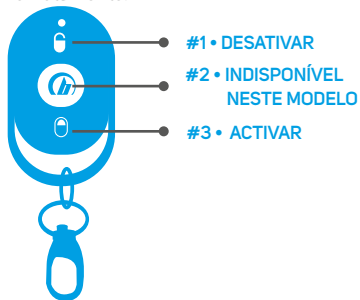 #1 • DESATIVAR
#2 • INDISPONÍVEL
NESTE MODELO
#3 • ACTIVAR